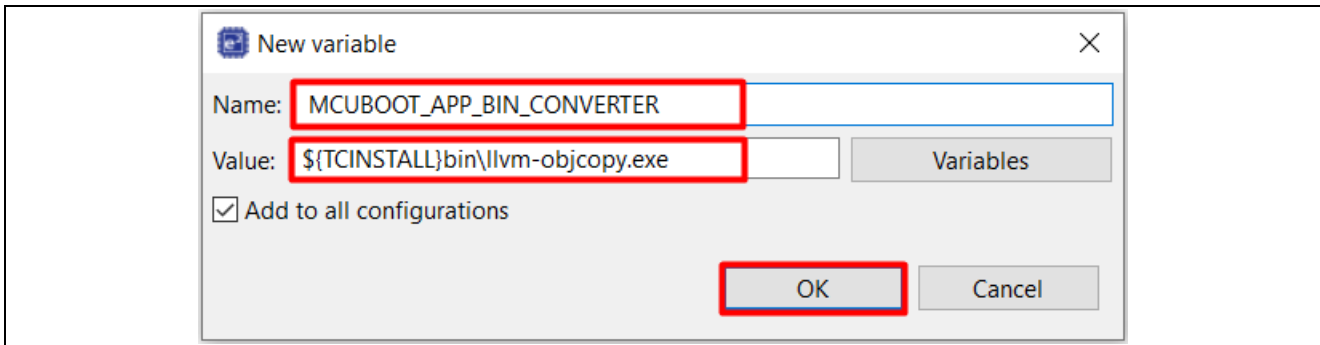 New variable
Name: MCUBOOT_APP_BIN_CONVERTER
Value: ${TCINSTALL}bin\llvm-objcopy.exe Variables
Add to all configurations
OK Cancel